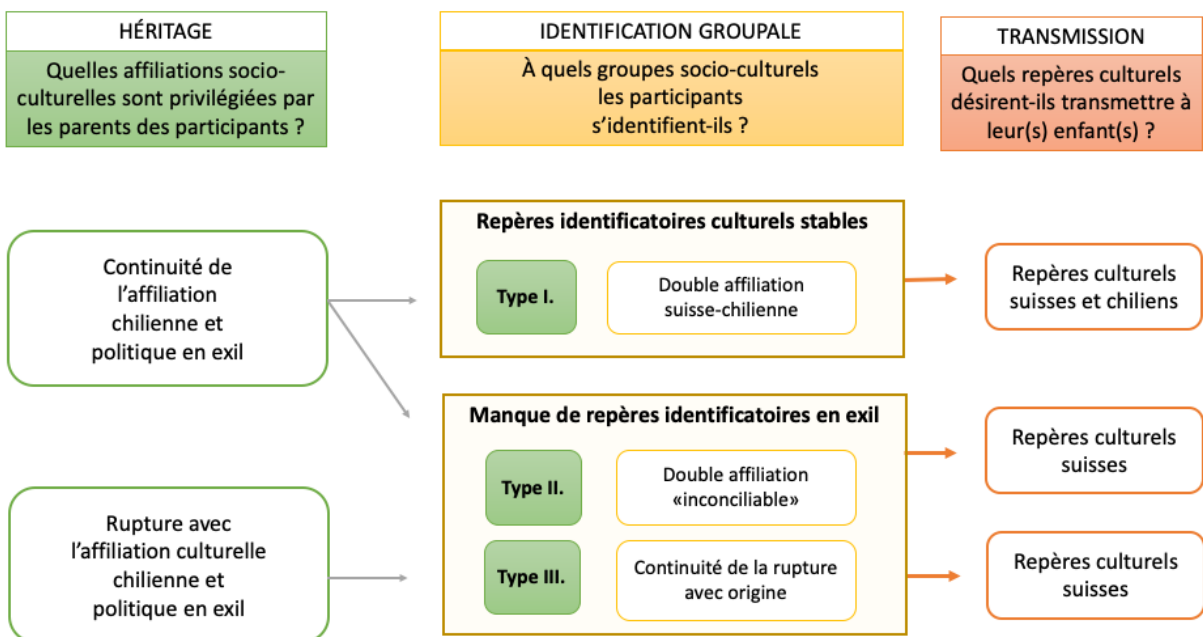 HÉRITAGE
Quelles affiliations socio-
culturelles sont privilégiées par
les parents des participants ?
IDENTIFICATION GROUPALE
À quels groupes socio-culturels
les participants
s’identifient-ils ?
TRANSMISSION
Quels repères culturels
désirent-ils transmettre à
leur(s) enfant(s) ?
Continuité de
l’affiliation
chilienne et
politique en exil
Repères identificatoires culturels stables
Type I.
Double affiliation
suisse-chilienne
Repères culturels
suisses et chiliens
Manque de repères identificatoires en exil
Type II.
Double affiliation
«inconciliable»
Repères culturels
suisses
Rupture avec
l’affiliation culturelle
chilienne et
politique en exil
Type III.
Continuité de la rupture
avec origine
Repères culturels
suisses